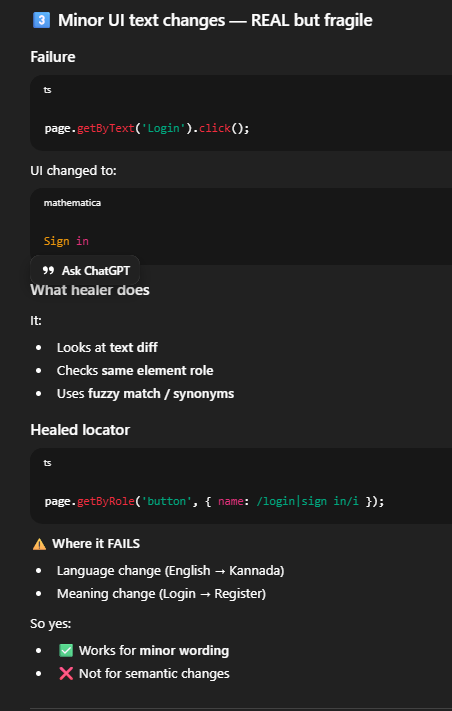 3 Minor UI text changes — REAL but fragile
Failure
ts
page.getByText('Login').click();
UI changed to:
mathematica
Sign in
Ask ChatGPT
What healer does
It:
• Looks at text diff
• Checks same element role
• Uses fuzzy match / synonyms
Healed locator
ts
page.getByRole('button', { name: /login|sign in/i });
⚠️ Where it FAILS
• Language change (English → Kannada)
• Meaning change (Login → Register)
So yes:
• ✅ Works for minor wording
• ❌ Not for semantic changes